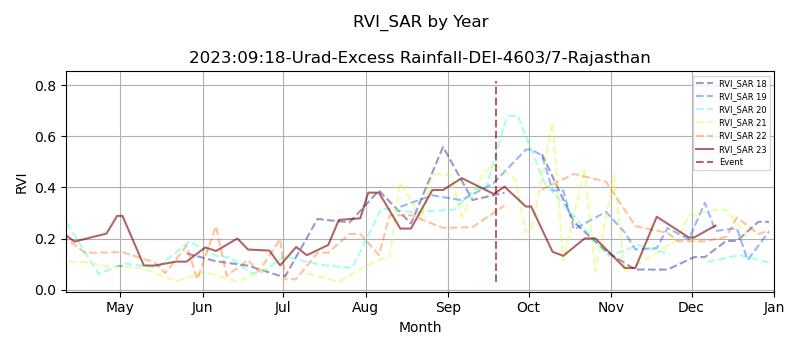 RVI_SAR by Year
2023:09:18-Urad-Excess Rainfall-DEI-4603/7-Rajasthan
0.8
0.6
0.4
0.2
0.0
RVI
RVI_SAR 18
RVI_SAR 19
RVI_SAR 20
RVI_SAR 21
RVI_SAR 22
RVI_SAR 23
Event
May Jun Jul Aug Sep Oct Nov Dec Jan
Month